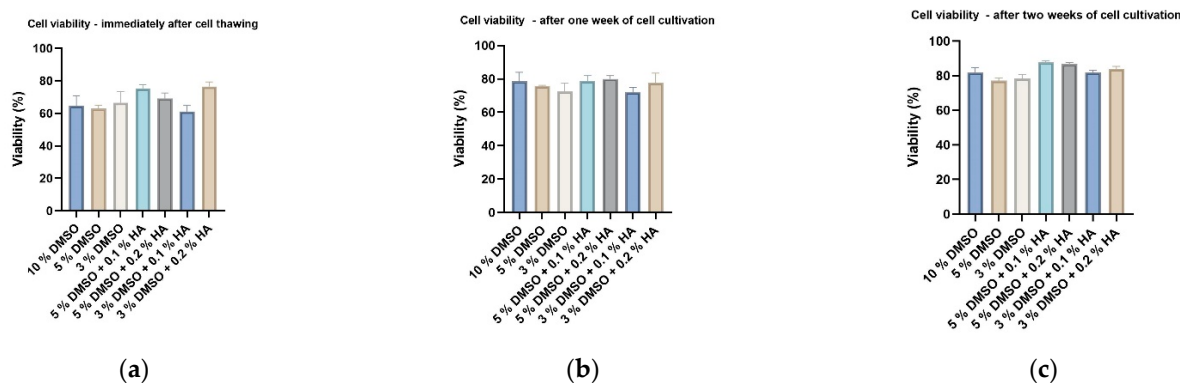 Cell viability - immediately after cell thawing
100
80
60
40
20
0
Viability (%)
10 % DMSO
5 % DMSO
3 % DMSO
5 % DMSO + 0.1 % HA
5 % DMSO + 0.2 % HA
3 % DMSO + 0.1 % HA
3 % DMSO + 0.2 % HA
(a)
Cell viability - after one week of cell cultivation
100
80
60
40
20
0
Viability (%)
10 % DMSO
5 % DMSO
3 % DMSO
5 % DMSO + 0.1 % HA
5 % DMSO + 0.2 % HA
3 % DMSO + 0.1 % HA
3 % DMSO + 0.2 % HA
(b)
Cell viability - after two weeks of cell cultivation
100
80
60
40
20
0
Viability (%)
10 % DMSO
5 % DMSO
3 % DMSO
5 % DMSO + 0.1 % HA
5 % DMSO + 0.2 % HA
3 % DMSO + 0.1 % HA
3 % DMSO + 0.2 % HA
(c)